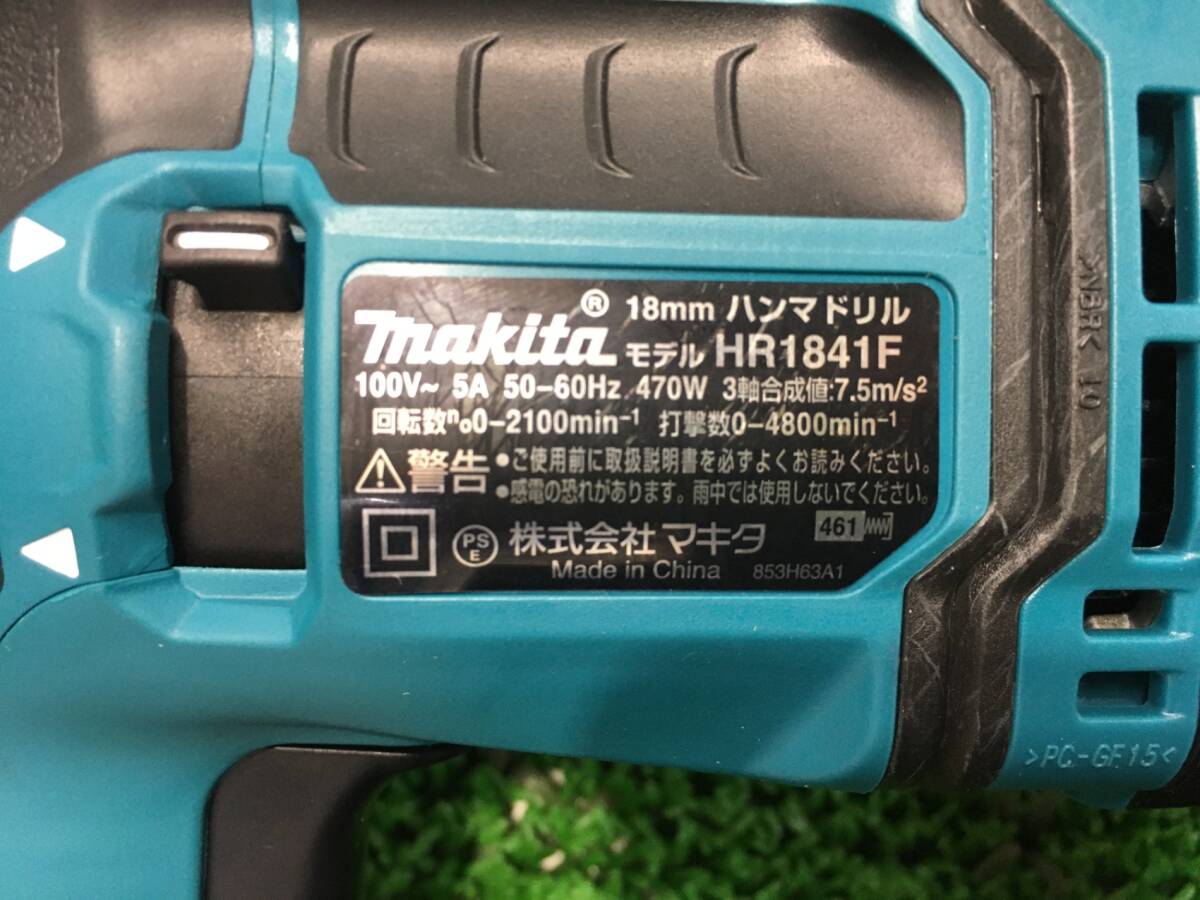 makita® 18mm ハンマドリル
モデル HR1841F
100V~ 5A 50-60Hz 470W 3軸合成値:7.5m/s²
回転数n₀0-2100min⁻¹ 打撃数0-4800min⁻¹
警告 •ご使用前に取扱説明書を必ずよくお読みください。
•感電の恐れがあります。雨中では使用しないでください。
PSE 株式会社マキタ 461
Made in China 853H63A1
>NBRK 10
>PC-GF15<